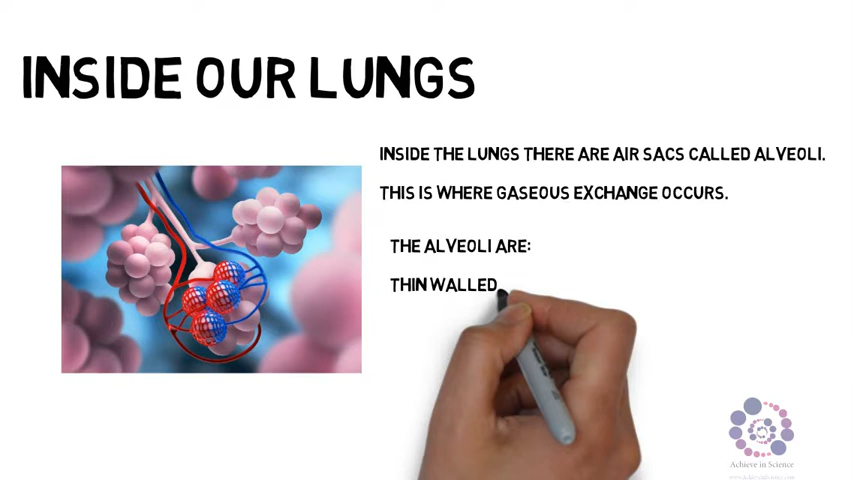 INSIDE OUR LUNGS
INSIDE THE LUNGS THERE ARE AIR SACS CALLED ALVEOLI.
THIS IS WHERE GASEOUS EXCHANGE OCCURS.
THE ALVEOLI ARE:
THIN WALLED
Achieve in Science